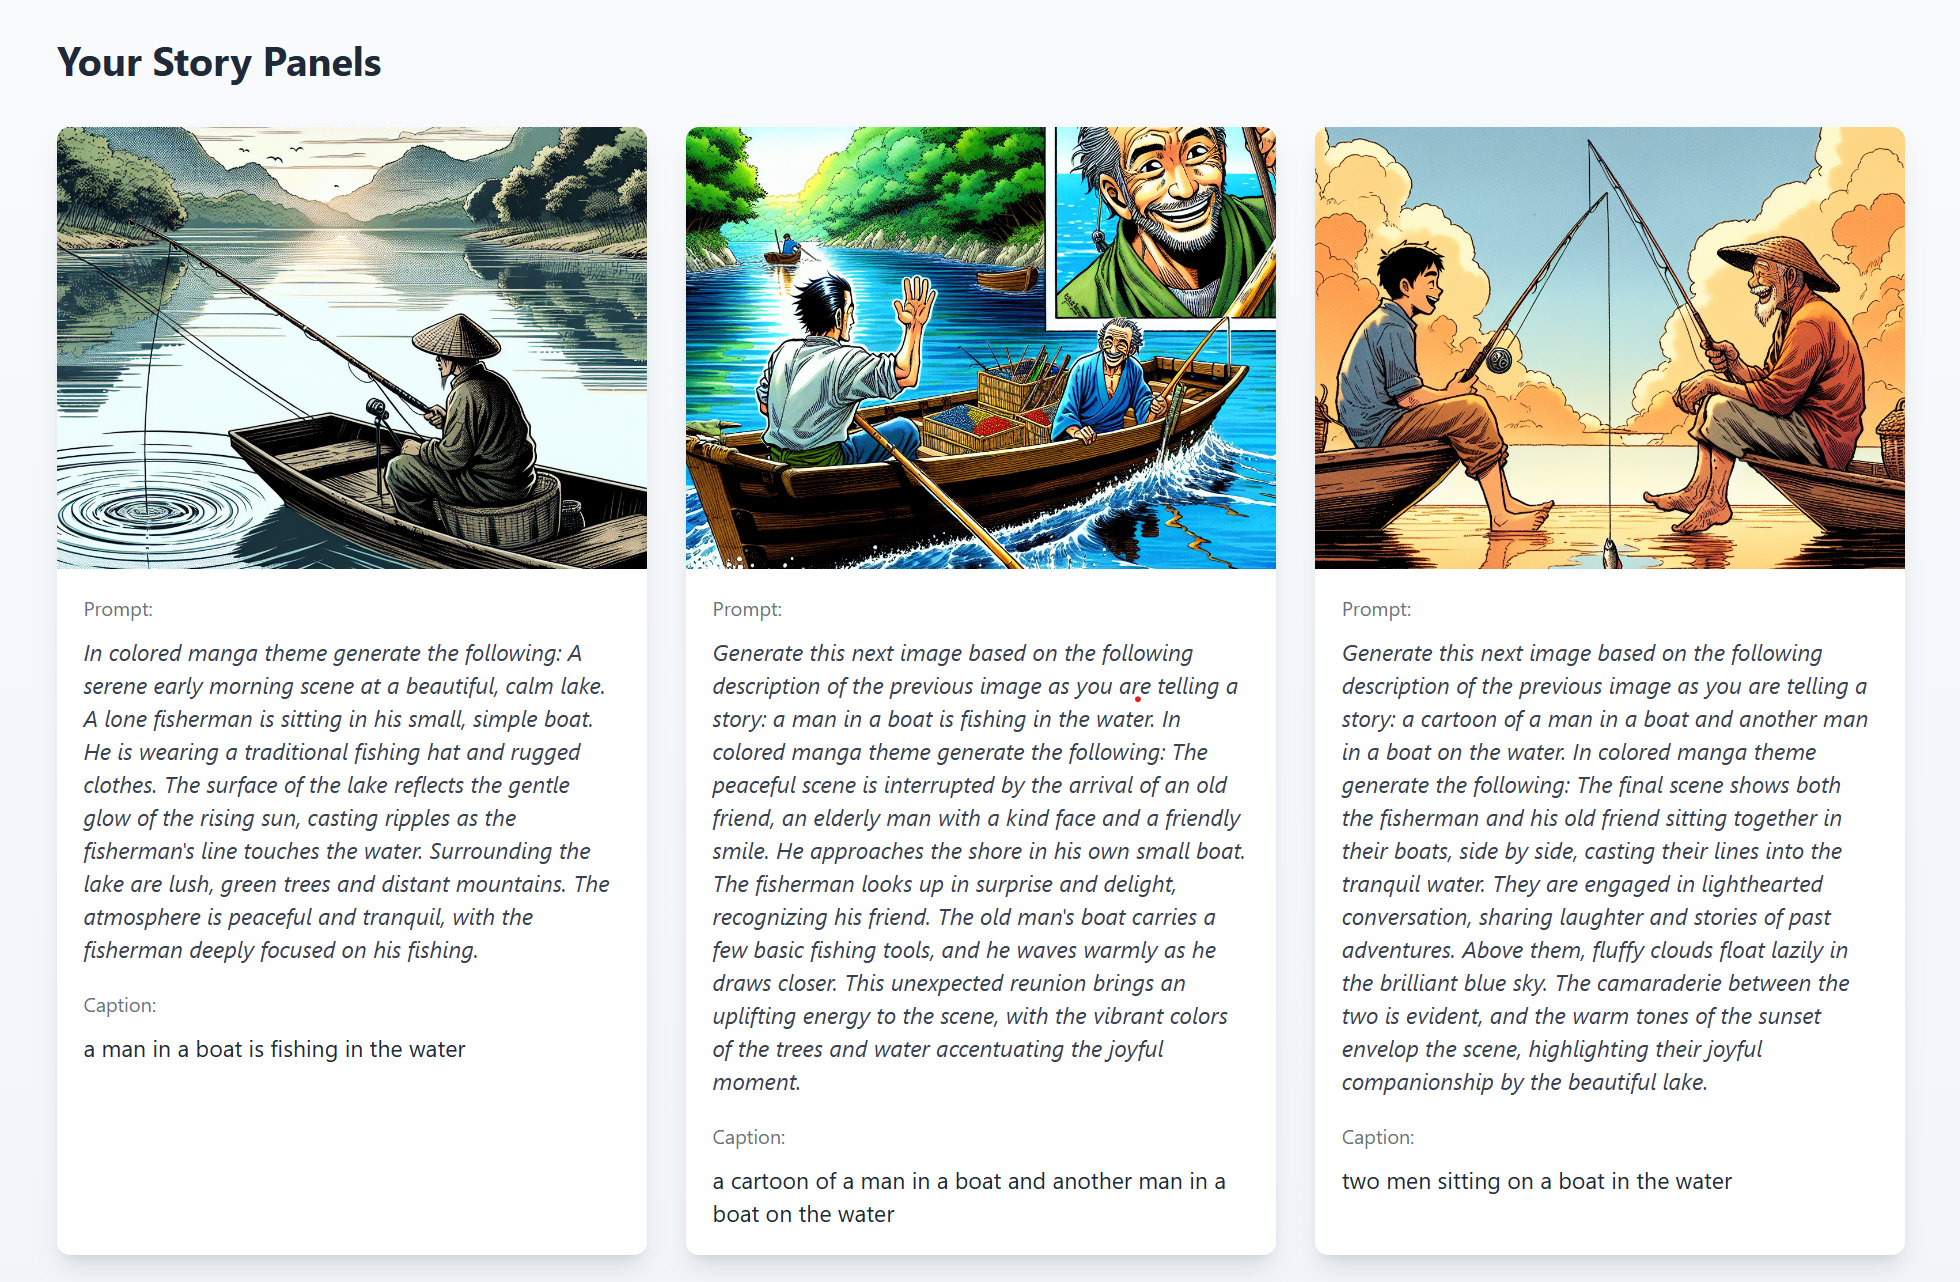 Your Story Panels
Prompt:
In colored manga theme generate the following: A
serene early morning scene at a beautiful, calm lake.
A lone fisherman is sitting in his small, simple boat.
He is wearing a traditional fishing hat and rugged
clothes. The surface of the lake reflects the gentle
glow of the rising sun, casting ripples as the
fisherman's line touches the water. Surrounding the
lake are lush, green trees and distant mountains. The
atmosphere is peaceful and tranquil, with the
fisherman deeply focused on his fishing.
Caption:
a man in a boat is fishing in the water
Prompt:
Generate this next image based on the following
description of the previous image as you are telling a
story: a man in a boat is fishing in the water. In
colored manga theme generate the following: The
peaceful scene is interrupted by the arrival of an old
friend, an elderly man with a kind face and a friendly
smile. He approaches the shore in his own small boat.
The fisherman looks up in surprise and delight,
recognizing his friend. The old man's boat carries a
few basic fishing tools, and he waves warmly as he
draws closer. This unexpected reunion brings an
uplifting energy to the scene, with the vibrant colors
of the trees and water accentuating the joyful
moment.
Caption:
a cartoon of a man in a boat and another man in a
boat on the water
Prompt:
Generate this next image based on the following
description of the previous image as you are telling a
story: a cartoon of a man in a boat and another man
in a boat on the water. In colored manga theme
generate the following: The final scene shows both
the fisherman and his old friend sitting together in
their boats, side by side, casting their lines into the
tranquil water. They are engaged in lighthearted
conversation, sharing laughter and stories of past
adventures. Above them, fluffy clouds float lazily in
the brilliant blue sky. The camaraderie between the
two is evident, and the warm tones of the sunset
envelop the scene, highlighting their joyful
companionship by the beautiful lake.
Caption:
two men sitting on a boat in the water